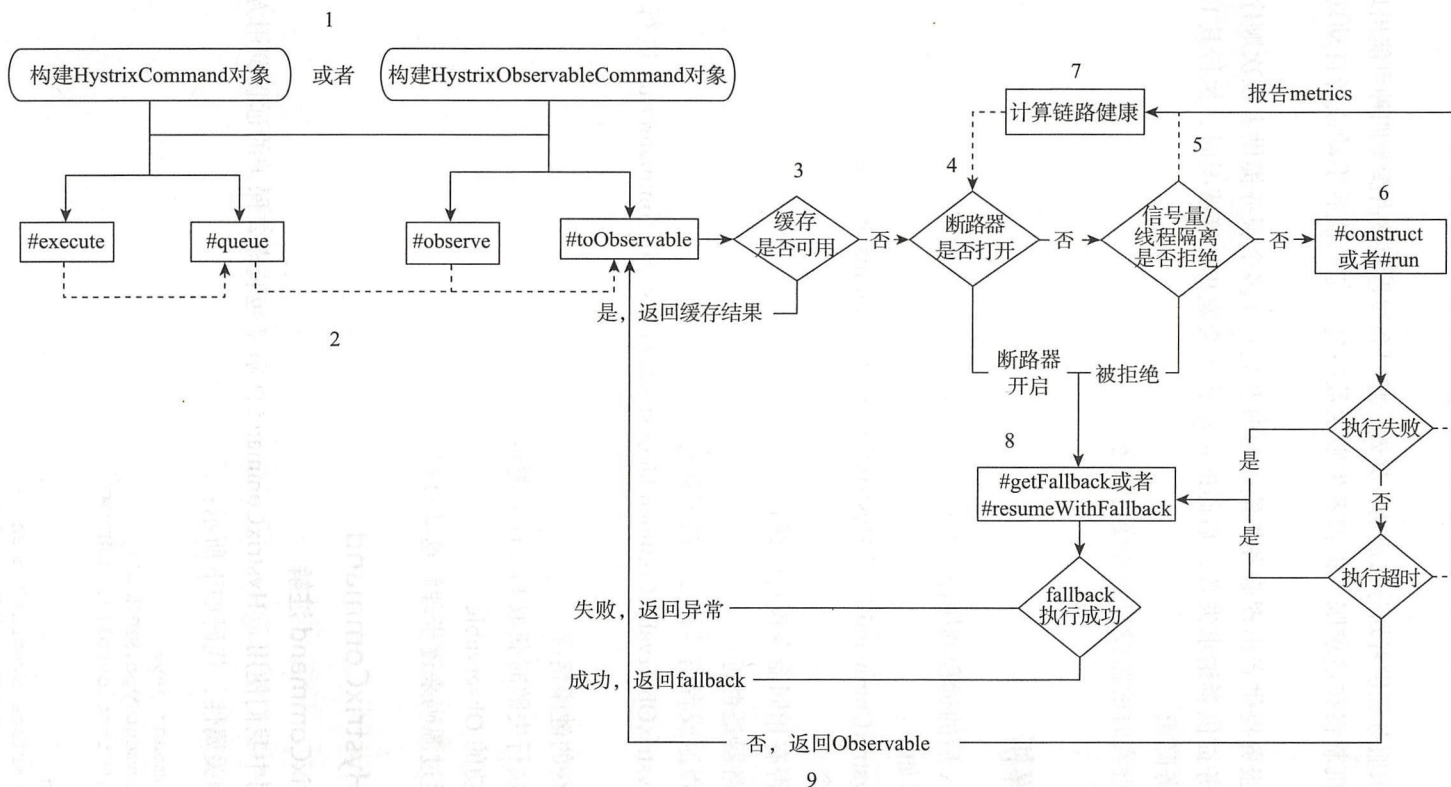 1
构建HystrixCommand对象
或者
构建HystrixObservableCommand对象
7
报告metrics
计算链路健康
3
4
5
6
#execute
#queue
#observe
#toObservable
缓存
是否可用
否
断路器
是否打开
否
信号量/
线程隔离
是否拒绝
否
#construct
或者#run
是，返回缓存结果
2
断路器
开启
被拒绝
8
#getFallback或者
#resumeWithFallback
执行失败
是
否
是
执行超时
fallback
执行成功
失败，返回异常
成功，返回fallback
否，返回Observable
9